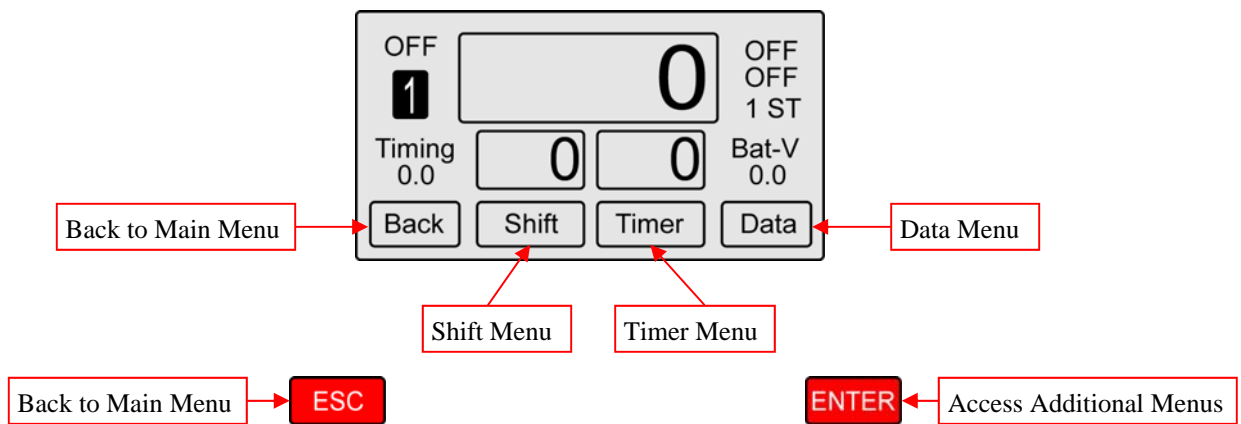 OFF
0
OFF
OFF
1
1 ST
Timing
0.0
0
0
Bat-V
0.0
Back to Main Menu
Back
Shift
Timer
Data
Data Menu
Shift Menu
Timer Menu
Back to Main Menu
ESC
ENTER
Access Additional Menus